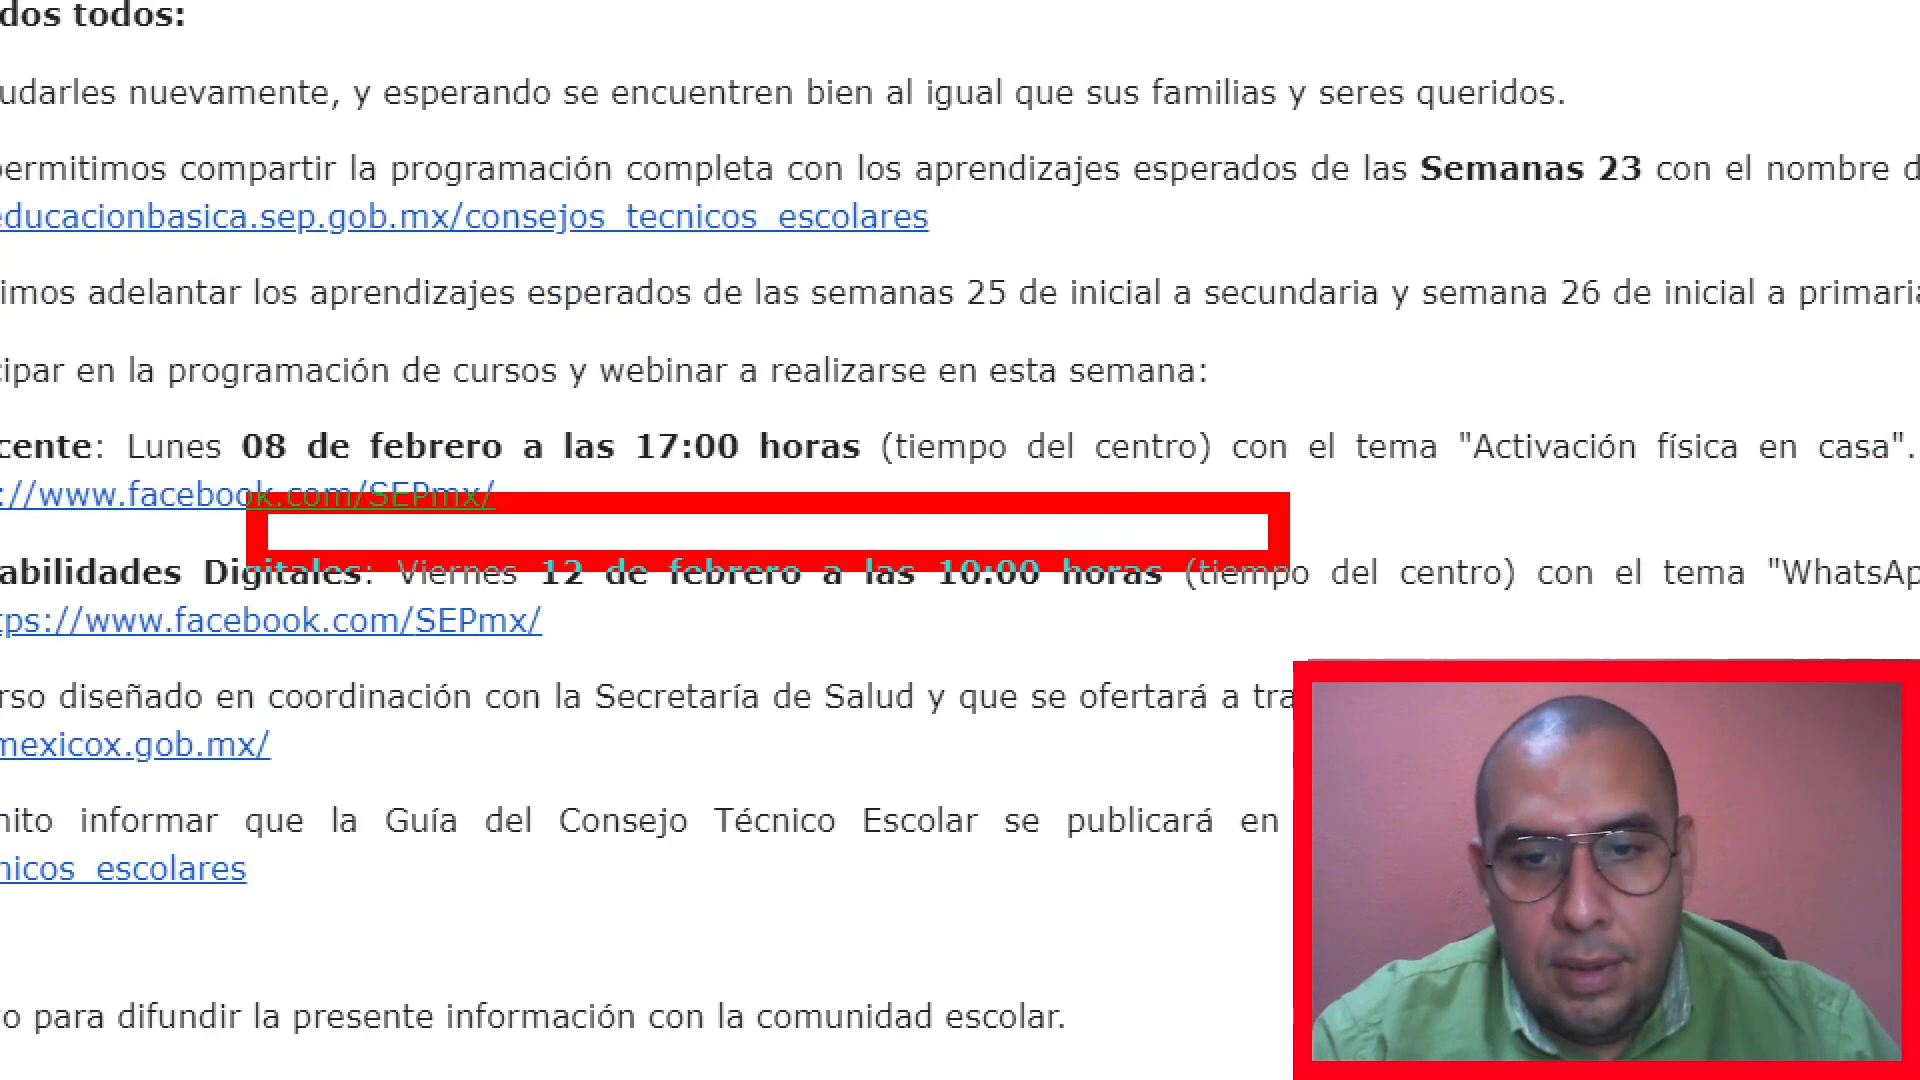 dos todos:
udarles nuevamente, y esperando se encuentren bien al igual que sus familias y seres queridos.
permitimos compartir la programación completa con los aprendizajes esperados de las Semanas 23 con el nombre d
educacionbasica.sep.gob.mx/consejos_tecnicos_escolares
imos adelantar los aprendizajes esperados de las semanas 25 de inicial a secundaria y semana 26 de inicial a primaria
cipar en la programación de cursos y webinar a realizarse en esta semana:
cente: Lunes 08 de febrero a las 17:00 horas (tiempo del centro) con el tema "Activación física en casa".
://www.facebook.com/SEPmx/
abilidades Digitales: Viernes 12 de febrero a las 10:00 horas (tiempo del centro) con el tema "WhatsAp
tps://www.facebook.com/SEPmx/
rso diseñado en coordinación con la Secretaría de Salud y que se ofertará a tra
mexicox.gob.mx/
mito informar que la Guía del Consejo Técnico Escolar se publicará en
nicos_escolares
o para difundir la presente información con la comunidad escolar.